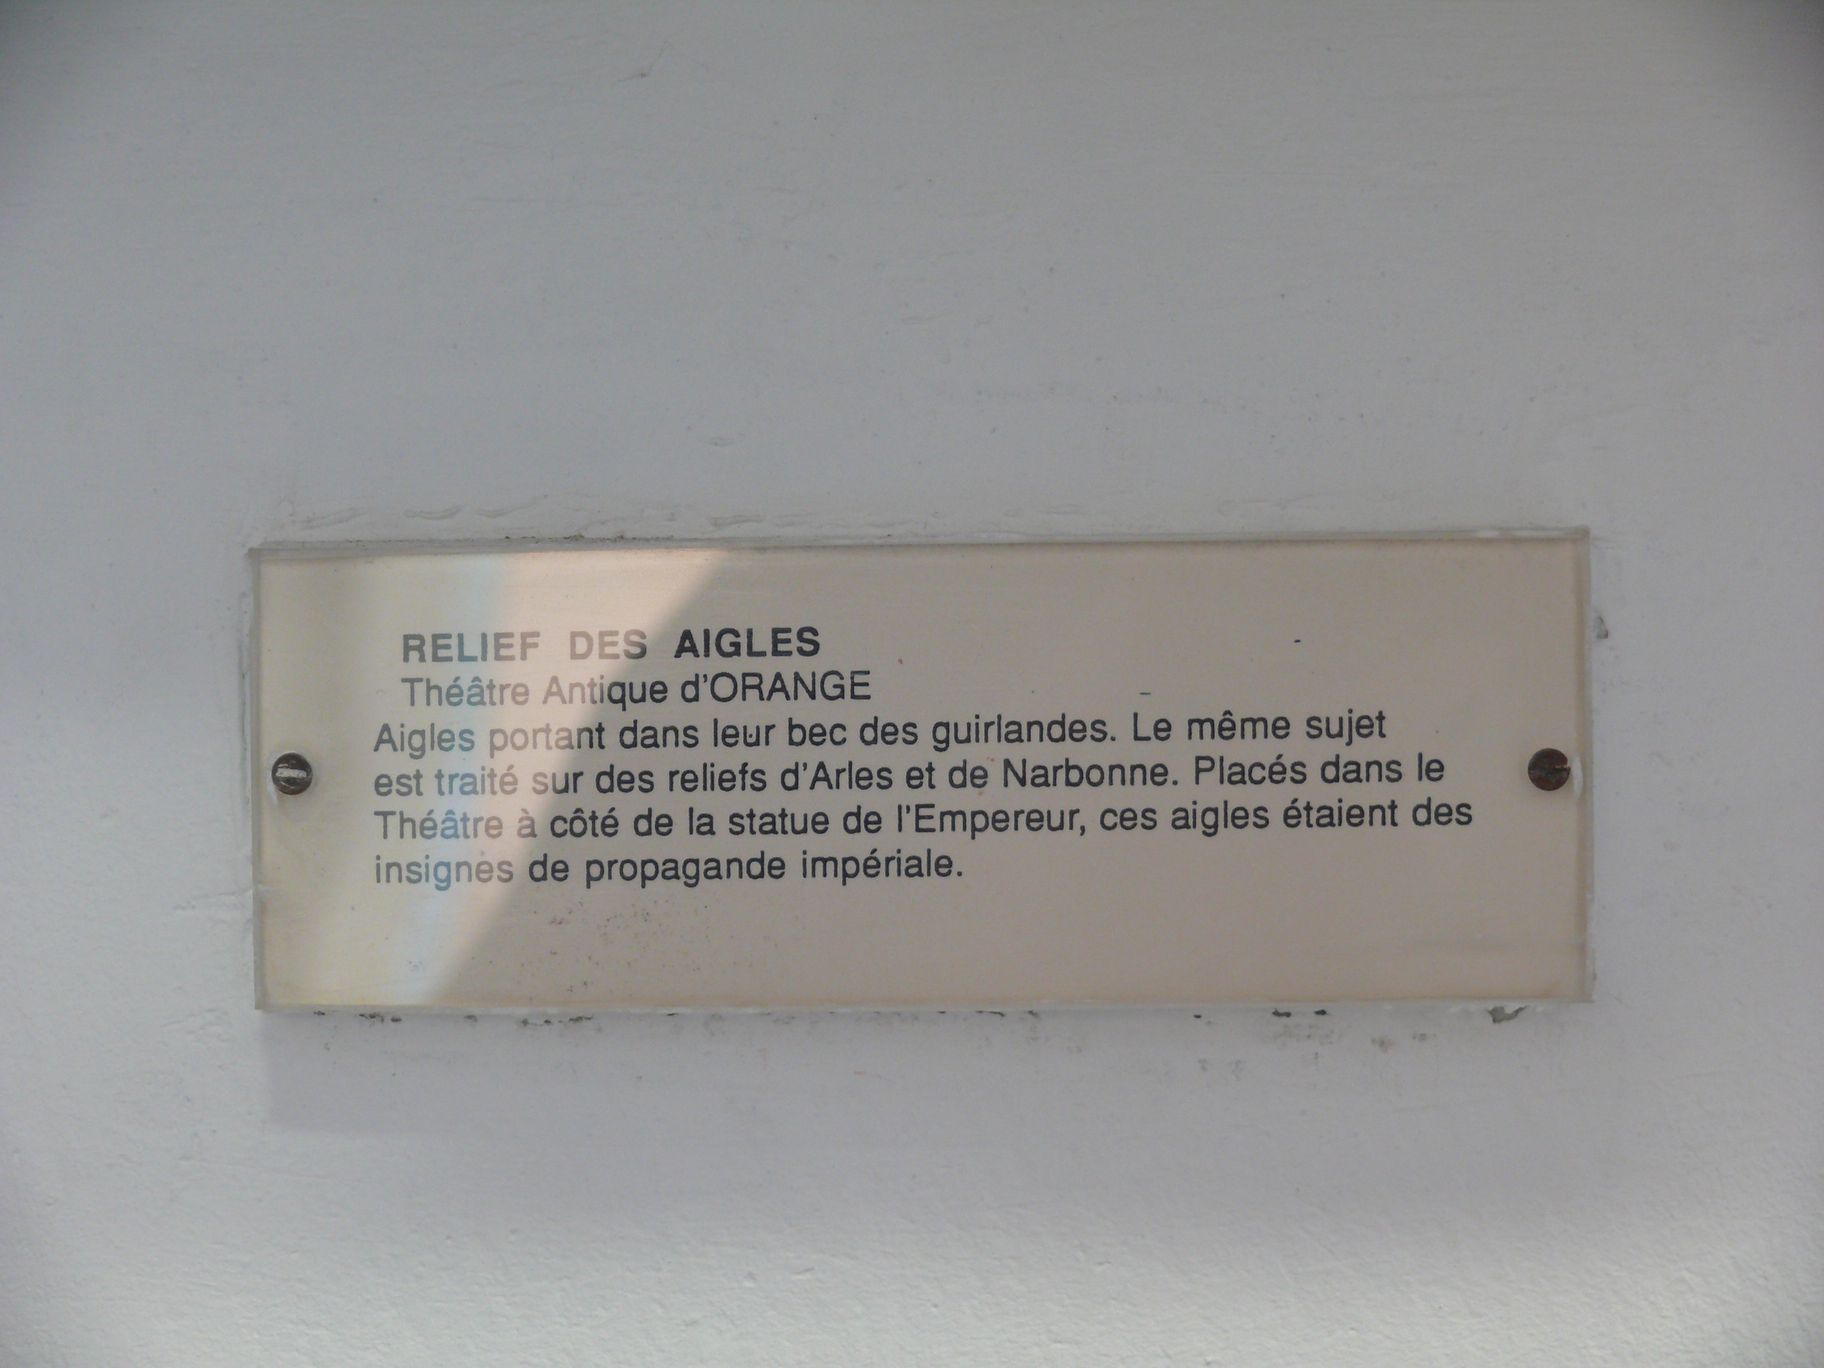 RELIEF DES AIGLES
Théâtre Antique d'ORANGE
Aigles portant dans leur bec des guirlandes. Le même sujet
est traité sur des reliefs d'Arles et de Narbonne. Placés dans le
Théâtre à côté de la statue de l'Empereur, ces aigles étaient des
insignes de propagande impériale.